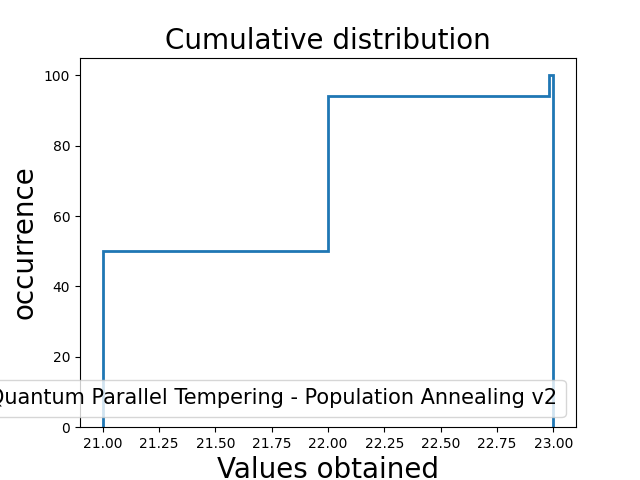 Cumulative distribution
occurrence
100
80
60
40
20
0
Quantum Parallel Tempering - Population Annealing v2
21.00 21.25 21.50 21.75 22.00 22.25 22.50 22.75 23.00
Values obtained